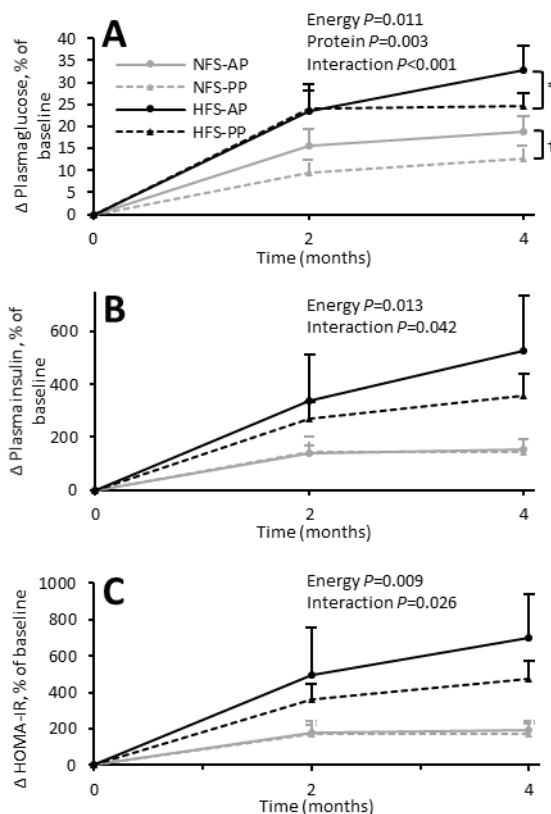 A
Energy P=0.011
Protein P=0.003
Interaction P<0.001
NFS-AP
NFS-PP
HFS-AP
HFS-PP
Δ Plasmaglucose, % of
baseline
40
35
30
25
20
15
10
5
0
*
†
0 2 4
Time (months)
B
Energy P=0.013
Interaction P=0.042
Δ Plasma insulin, % of
baseline
600
400
200
0
0 2 4
Time (months)
C
Energy P=0.009
Interaction P=0.026
Δ HOMA-IR, % of baseline
1000
800
600
400
200
0
0 2 4
Time (months)